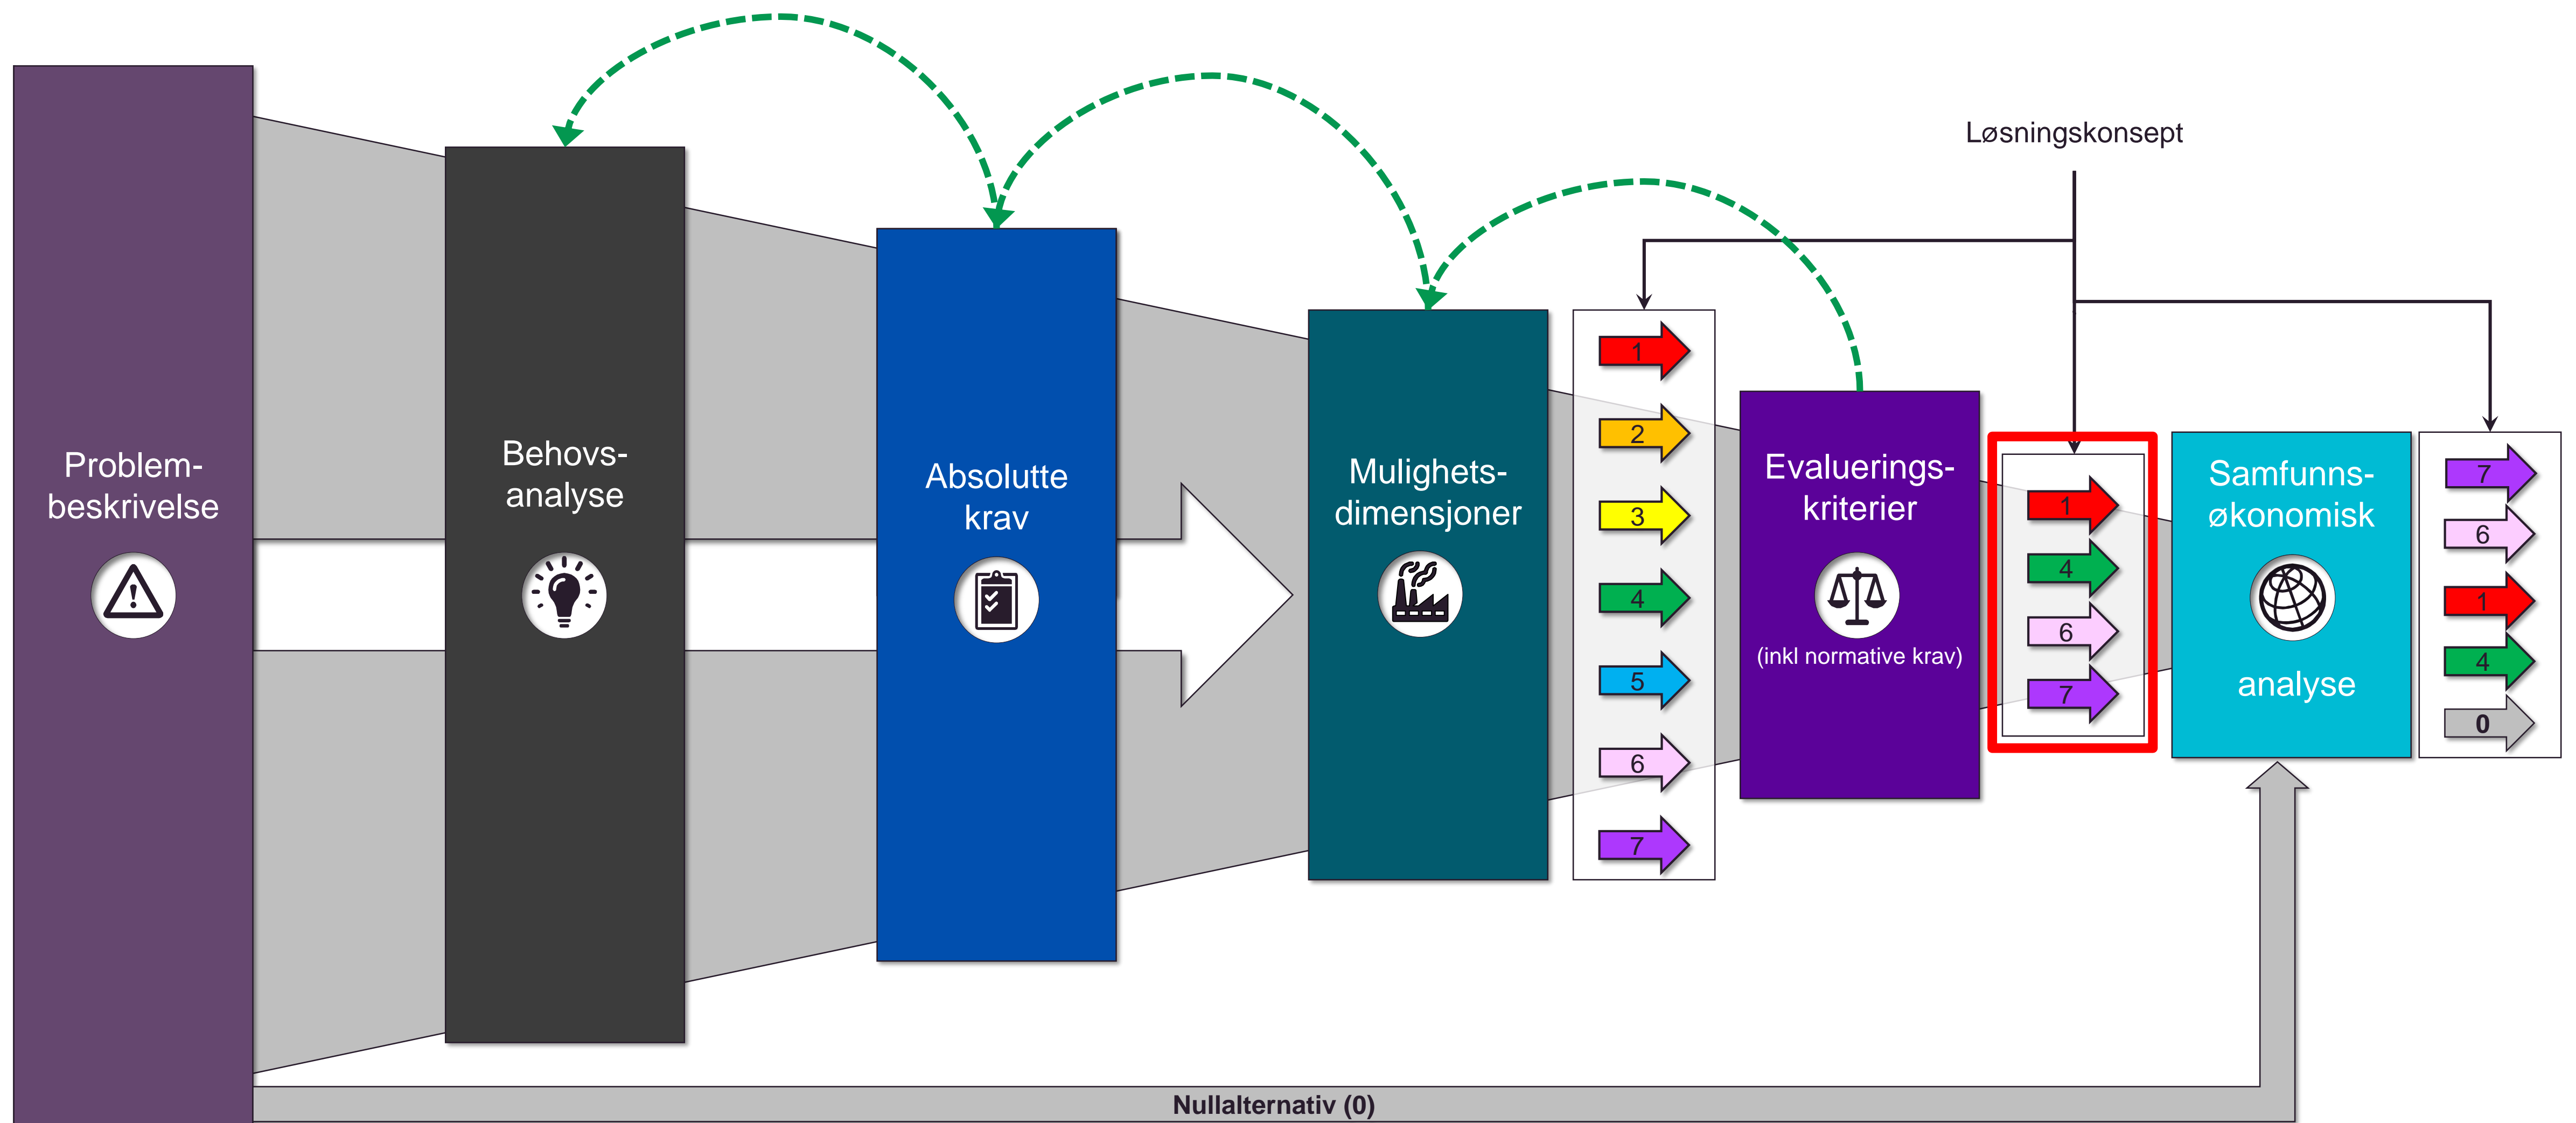 Løsningskonsept
Problem-
beskrivelse
Behovs-
analyse
Absolutte
krav
Mulighets-
dimensjoner
1
2
3
4
5
6
7
Evaluerings-
kriterier
(inkl normative krav)
1
4
6
7
Samfunns-
økonomisk
analyse
7
6
1
4
0
Nullalternativ (0)